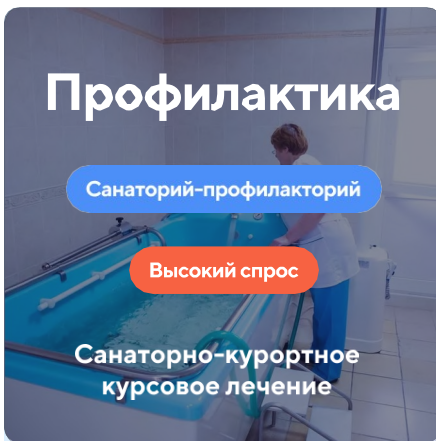 Профилактика
Санаторий-профилакторий
Высокий спрос
Санаторно-курортное
курсовое лечение